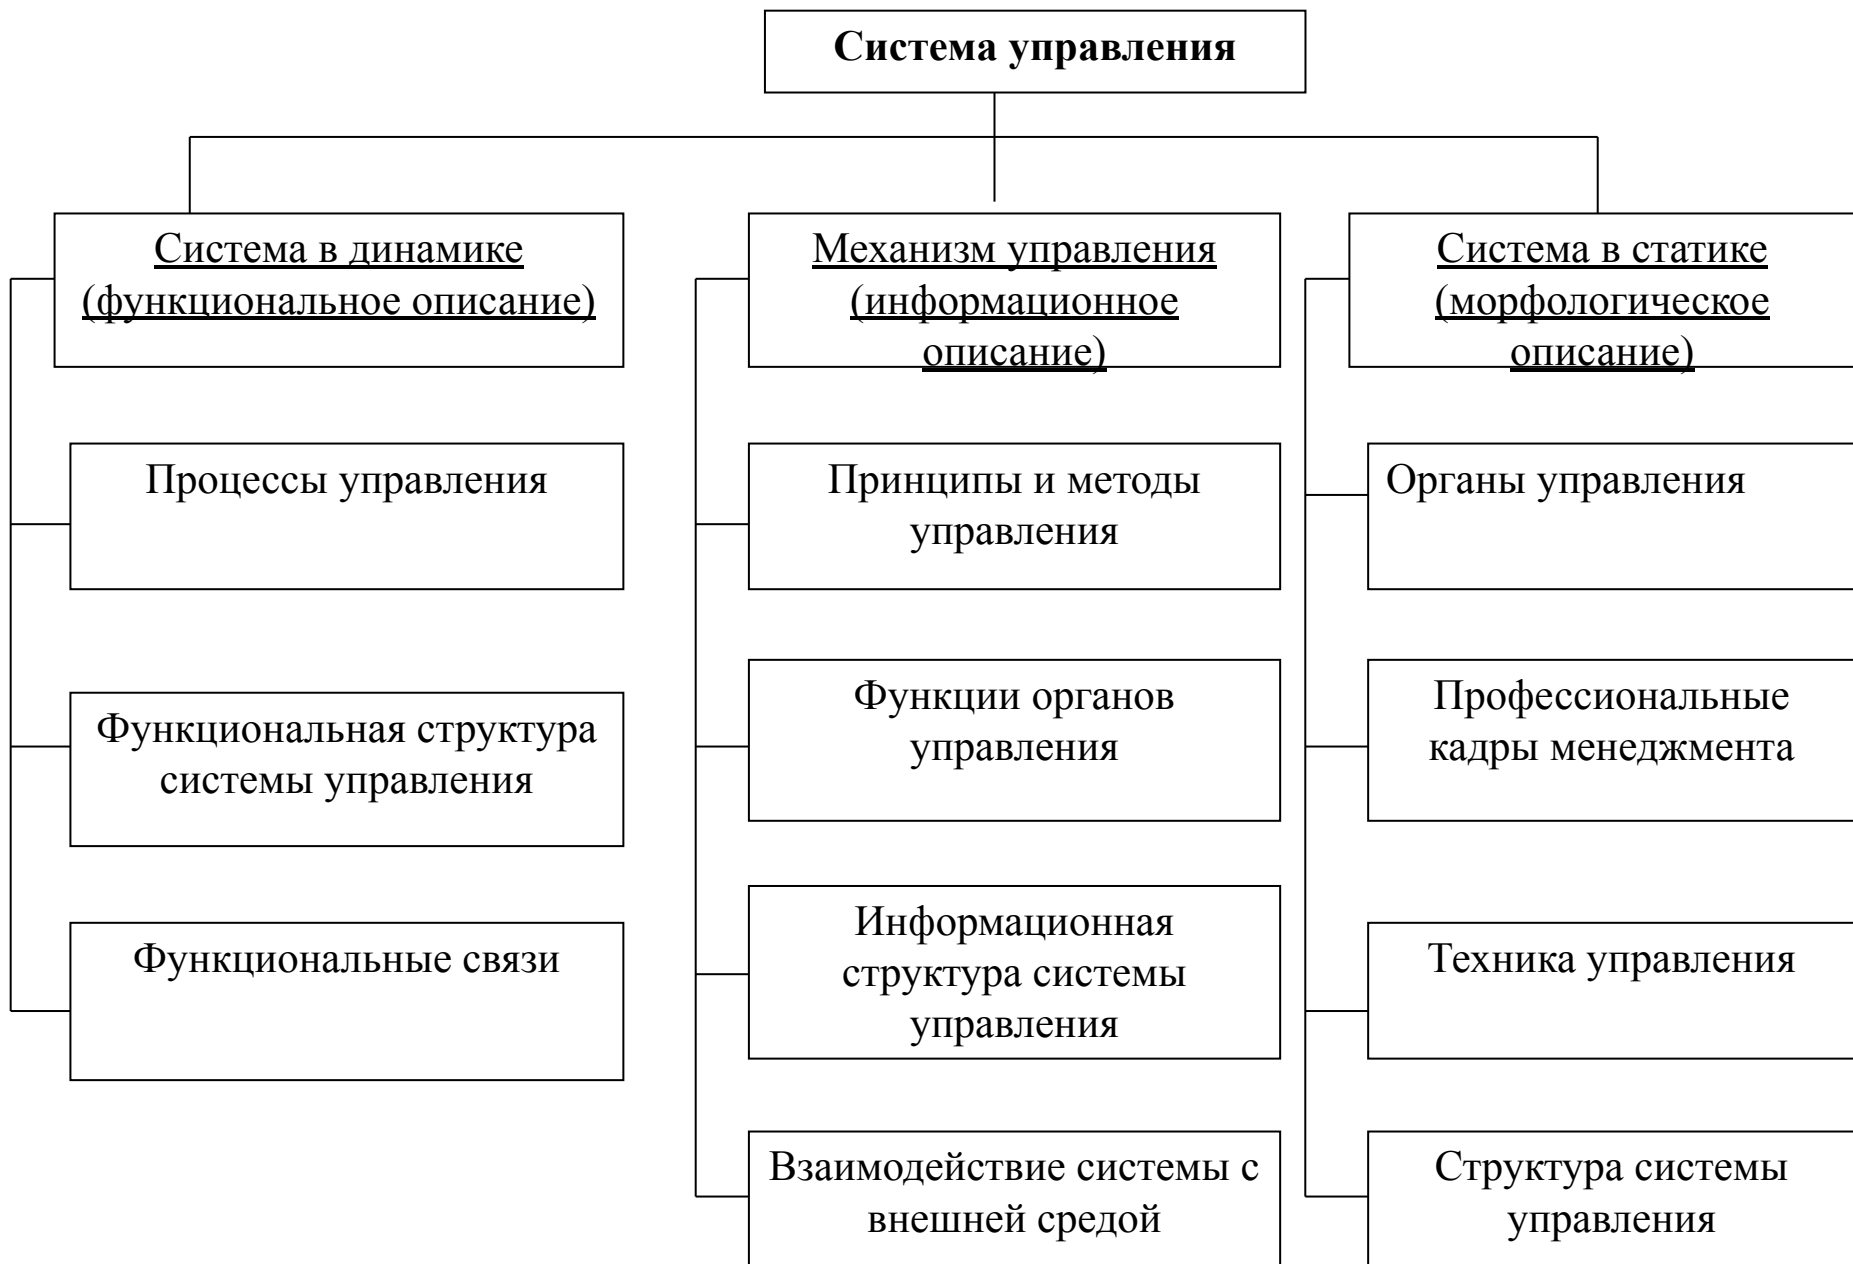 Система управления
Система в динамике
(функциональное описание)
Процессы управления
Функциональная структура
системы управления
Функциональные связи
Механизм управления
(информационное
описание)
Принципы и методы
управления
Функции органов
управления
Информационная
структура системы
управления
Взаимодействие системы с
внешней средой
Система в статике
(морфологическое
описание)
Органы управления
Профессиональные
кадры менеджмента
Техника управления
Структура системы
управления